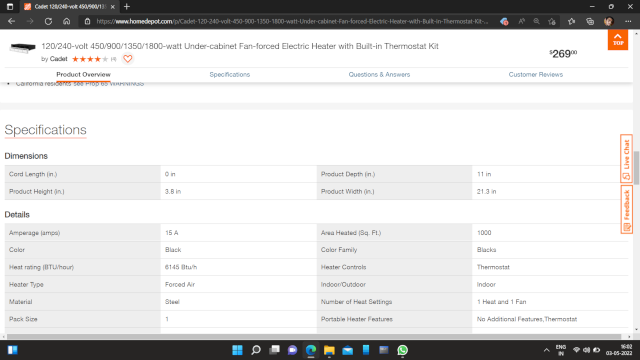 Cadet 120/240-volt 450/900/135
https://www.homedepot.com/p/Cadet-120-240-volt-450-900-1350-1800-watt-Under-cabinet-Fan-forced-Electric-Heater-with-Built-in-Thermostat-Kit-...
120/240-volt 450/900/1350/1800-watt Under-cabinet Fan-forced Electric Heater with Built-in Thermostat Kit
by Cadet (4)
$269.00
TOP
Product Overview Specifications Questions & Answers Customer Reviews
California residents see Prop 65 WARNINGS
Specifications
Dimensions
Cord Length (in.) 0 in Product Depth (in.) 11 in
Product Height (in.) 3.8 in Product Width (in.) 21.3 in
Details
Amperage (amps) 15 A Area Heated (Sq. Ft.) 1000
Color Black Color Family Blacks
Heat rating (BTU/hour) 6145 Btu/h Heater Controls Thermostat
Heater Type Forced Air Indoor/Outdoor Indoor
Material Steel Number of Heat Settings 1 Heat and 1 Fan
Pack Size 1 Portable Heater Features No Additional Features,Thermostat
Live Chat
Feedback
ENG
IN
16:02
03-05-2022